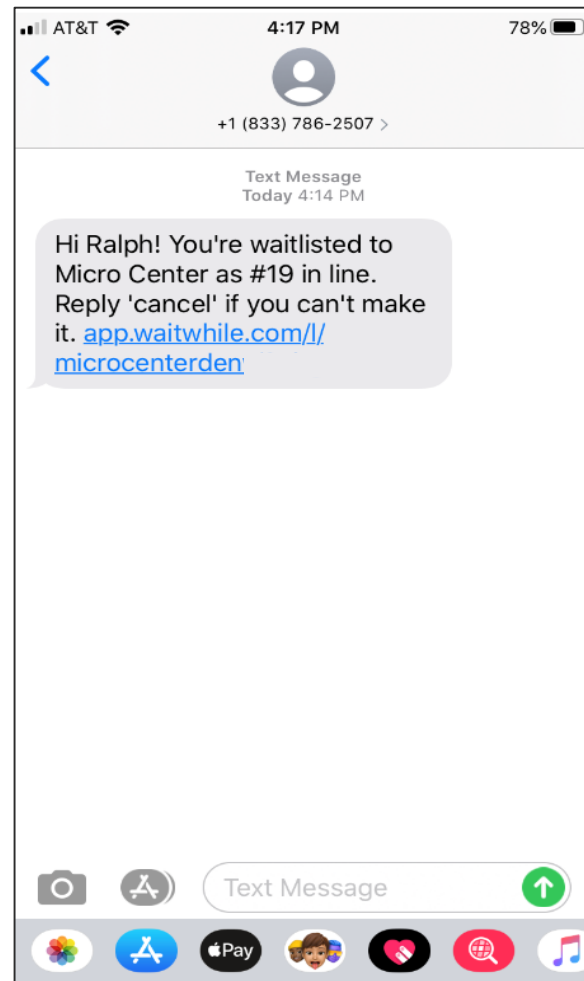 AT&T 4:17 PM 78%
+1 (833) 786-2507 >
Text Message
Today 4:14 PM
Hi Ralph! You're waitlisted to
Micro Center as #19 in line.
Reply 'cancel' if you can't make
it. app.waitwhile.com/l/
microcenterden
Text Message
Pay